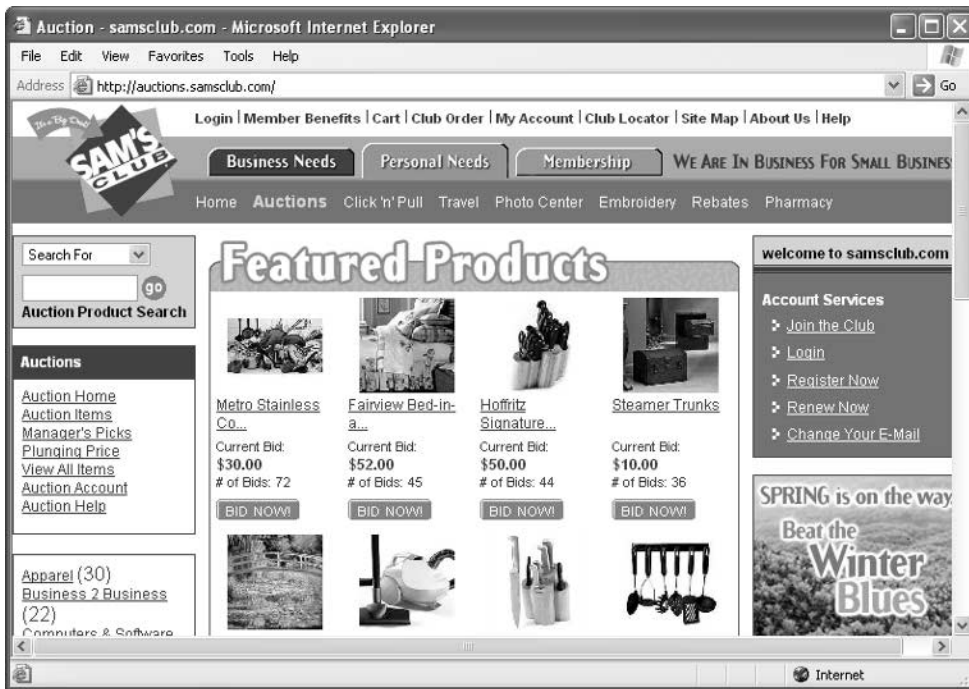 Auction - samsclub.com - Microsoft Internet Explorer
File Edit View Favorites Tools Help
Address http://auctions.samsclub.com/ Go
It's a Big Deal!
SAM'S
CLUB
Login | Member Benefits | Cart | Club Order | My Account | Club Locator | Site Map | About Us | Help
Business Needs Personal Needs Membership WE ARE IN BUSINESS FOR SMALL BUSINES
Home Auctions Click 'n' Pull Travel Photo Center Embroidery Rebates Pharmacy
Search For
go
Auction Product Search
Auctions
Auction Home
Auction Items
Manager's Picks
Plunging Price
View All Items
Auction Account
Auction Help
Apparel (30)
Business 2 Business
(22)
Computers & Software
Featured Products
Metro Stainless
Co...
Current Bid:
$30.00
# of Bids: 72
BID NOW!
Fairview Bed-in-
a...
Current Bid:
$52.00
# of Bids: 45
BID NOW!
Hoffritz
Signature...
Current Bid:
$50.00
# of Bids: 44
BID NOW!
Steamer Trunks
Current Bid:
$10.00
# of Bids: 36
BID NOW!
welcome to samsclub.com
Account Services
Join the Club
Login
Register Now
Renew Now
Change Your E-Mail
SPRING is on the way.
Beat the
Winter
Blues
Internet